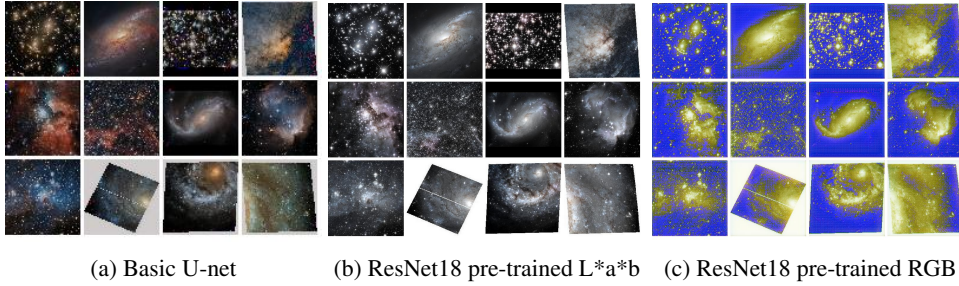 (a) Basic U-net
(b) ResNet18 pre-trained L*a*b
(c) ResNet18 pre-trained RGB